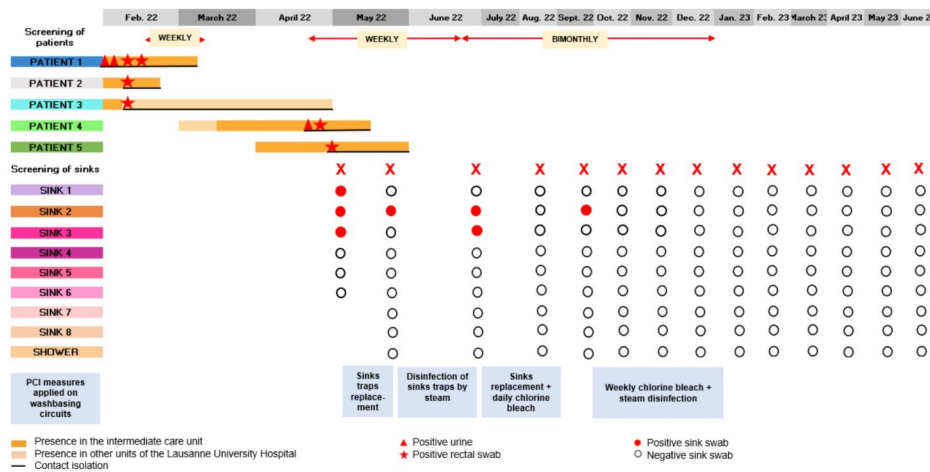 Feb. 22 March 22 April 22 May 22 June 22 July 22 Aug. 22 Sept. 22 Oct. 22 Nov. 22 Dec. 22 Jan. 23 Feb. 23 March 23 April 23 May 23 June 2
Screening of
patients
WEEKLY WEEKLY BIMONTHLY
PATIENT 1
PATIENT 2
PATIENT 3
PATIENT 4
PATIENT 5
Screening of sinks X X X X X X X X X X X X X X
SINK 1
SINK 2
SINK 3
SINK 4
SINK 5
SINK 6
SINK 7
SINK 8
SHOWER
PCI measures
applied on
washbasing
circuits
Sinks
traps
replace-
ment
Disinfection of
sinks traps by
steam
Sinks
replacement +
daily chlorine
bleach
Weekly chlorine bleach +
steam disinfection
Presence in the intermediate care unit
Presence in other units of the Lausanne University Hospital
Contact isolation
Positive urine
Positive rectal swab
Positive sink swab
Negative sink swab